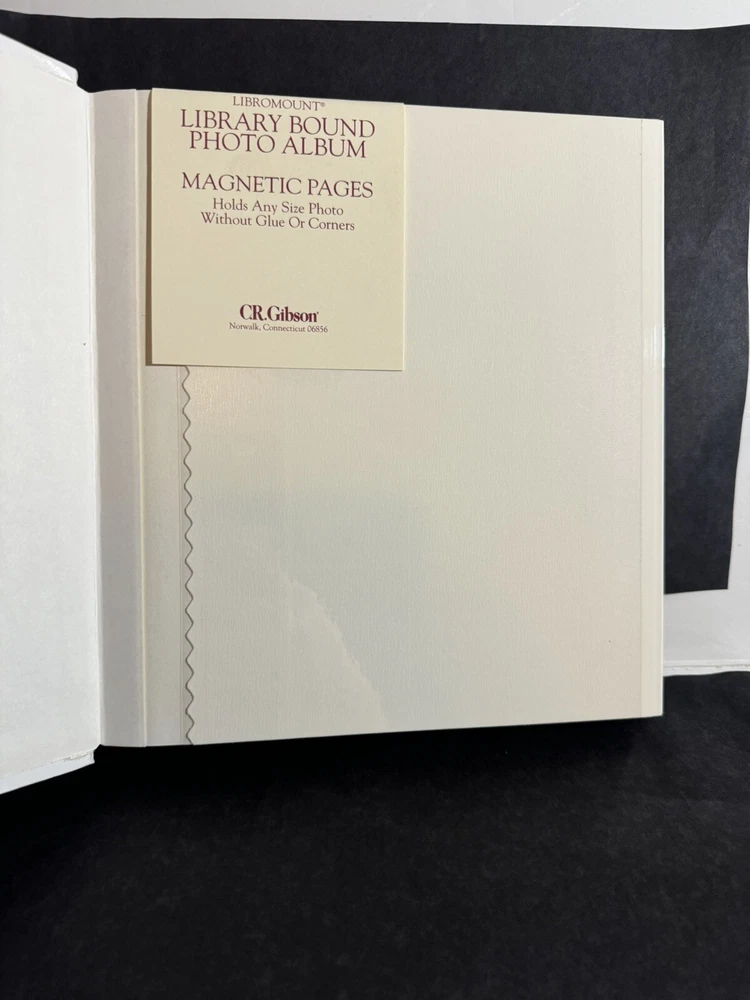 LIBROMOUNT®
LIBRARY BOUND
PHOTO ALBUM
MAGNETIC PAGES
Holds Any Size Photo
Without Glue Or Corners
C.R.Gibson®
Norwalk, Connecticut 06856